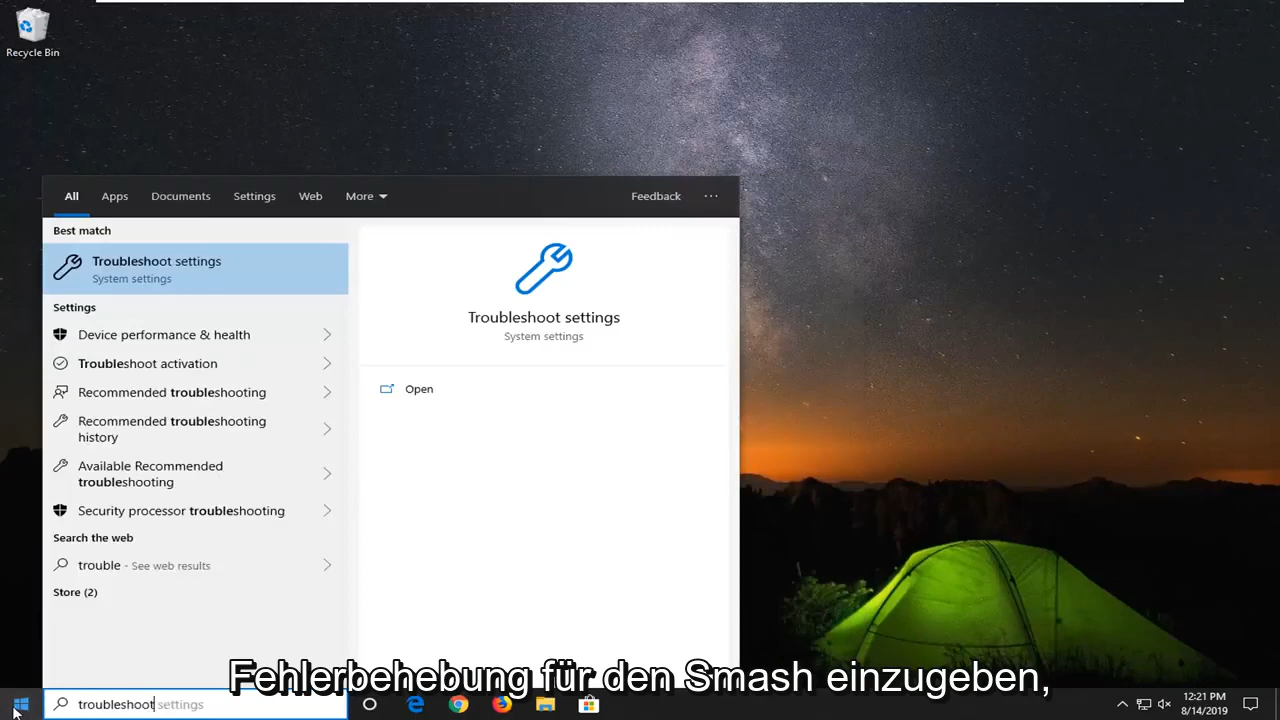 Recycle Bin
All Apps Documents Settings Web More Feedback ...
Best match
Troubleshoot settings
System settings
Settings
Device performance & health
Troubleshoot activation
Recommended troubleshooting
Recommended troubleshooting
history
Available Recommended
troubleshooting
Security processor troubleshooting
Search the web
trouble - See web results
Store (2)
Troubleshoot settings
System settings
Open
Fehlerbehebung für den Smash einzugeben,
troubleshoot settings
12:21 PM
8/14/2019